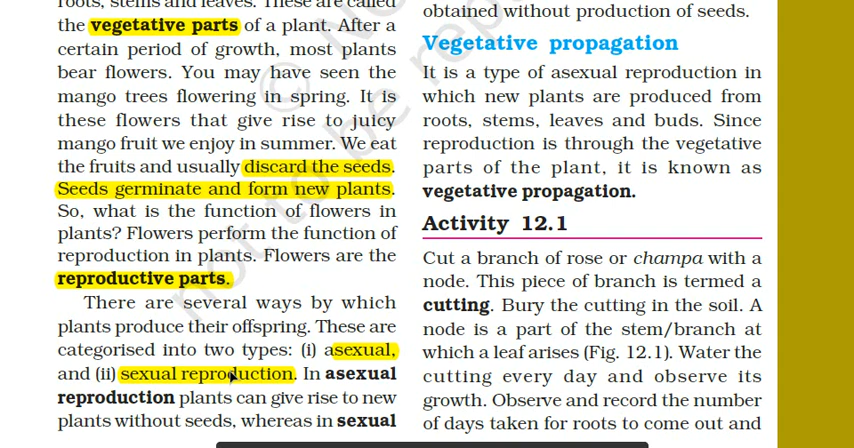 roots, stems and leaves. These are called
the vegetative parts of a plant. After a
certain period of growth, most plants
bear flowers. You may have seen the
mango trees flowering in spring. It is
these flowers that give rise to juicy
mango fruit we enjoy in summer. We eat
the fruits and usually discard the seeds.
Seeds germinate and form new plants.
So, what is the function of flowers in
plants? Flowers perform the function of
reproduction in plants. Flowers are the
reproductive parts.
There are several ways by which
plants produce their offspring. These are
categorised into two types: (i) asexual,
and (ii) sexual reproduction. In asexual
reproduction plants can give rise to new
plants without seeds, whereas in sexual
obtained without production of seeds.
Vegetative propagation
It is a type of asexual reproduction in
which new plants are produced from
roots, stems, leaves and buds. Since
reproduction is through the vegetative
parts of the plant, it is known as
vegetative propagation.
Activity 12.1
Cut a branch of rose or champa with a
node. This piece of branch is termed a
cutting. Bury the cutting in the soil. A
node is a part of the stem/branch at
which a leaf arises (Fig. 12.1). Water the
cutting every day and observe its
growth. Observe and record the number
of days taken for roots to come out and
© N
not to be rep